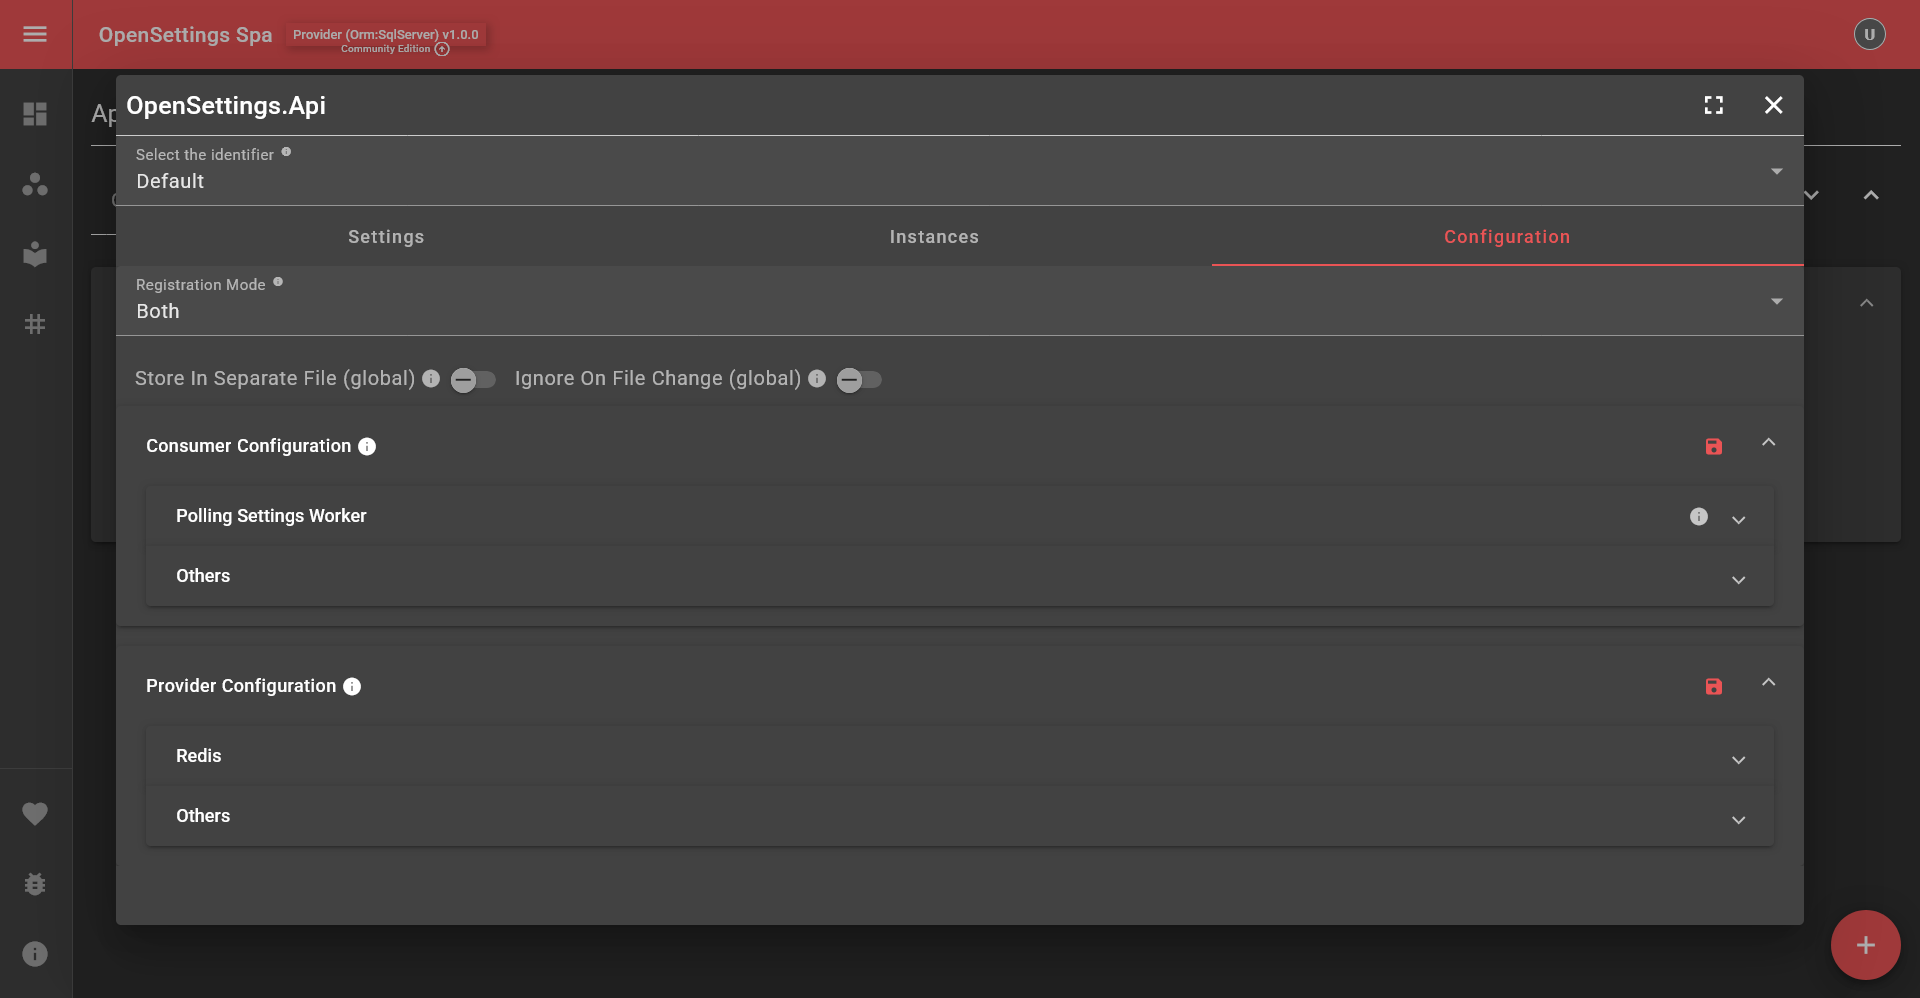 OpenSettings Spa
Provider (Orm:SqlServer) v1.0.0
Community Edition
U
Ap
OpenSettings.Api
Select the identifier
Default
Settings Instances Configuration
Registration Mode
Both
Store In Separate File (global) Ignore On File Change (global)
Consumer Configuration
Polling Settings Worker
Others
Provider Configuration
Redis
Others